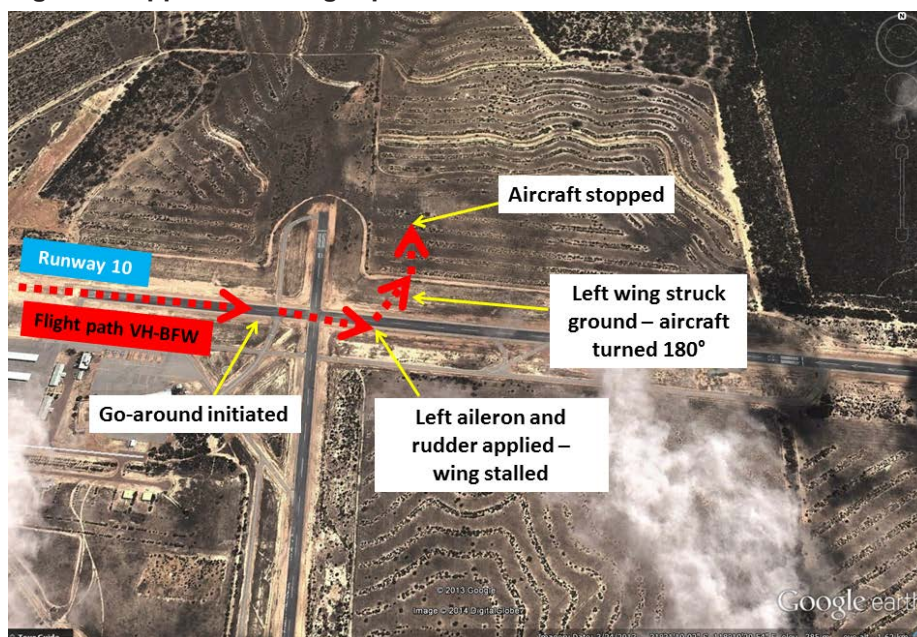 Aircraft stopped
Runway 10
Left wing struck
ground – aircraft
turned 180°
Flight path VH-BFW
Go-around initiated
Left aileron and
rudder applied –
wing stalled
© 2013 Google
Image © 2014 DigitalGlobe
Google earth
N